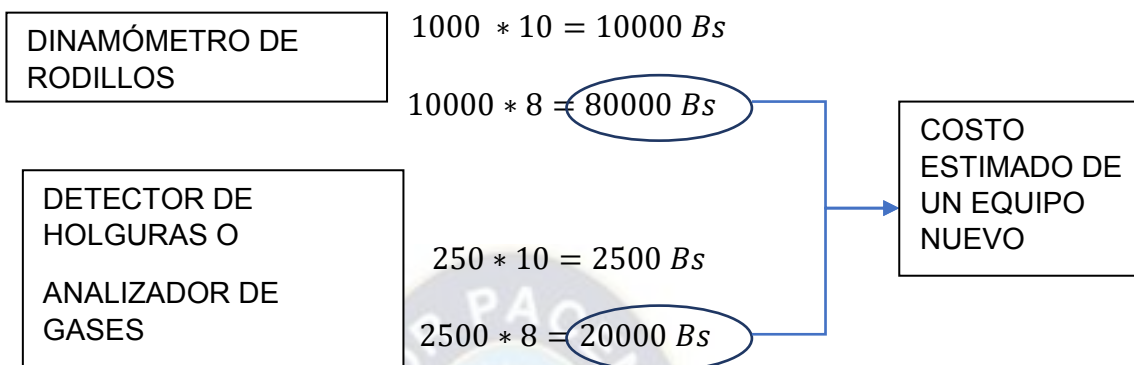 DINAMÓMETRO DE
RODILLOS
1000 * 10 = 10000 Bs
10000 * 8 = 80000 Bs
DETECTOR DE
HOLGURAS O
ANALIZADOR DE
GASES
250 * 10 = 2500 Bs
2500 * 8 = 20000 Bs
COSTO
ESTIMADO DE
UN EQUIPO
NUEVO